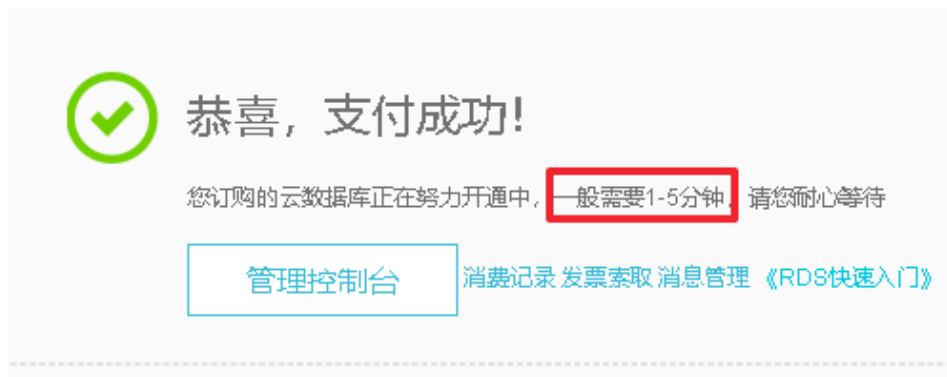 恭喜，支付成功！
您订购的云数据库正在努力开通中，一般需要1-5分钟，请您耐心等待
管理控制台 消费记录 发票索取 消息管理 《RDS快速入门》